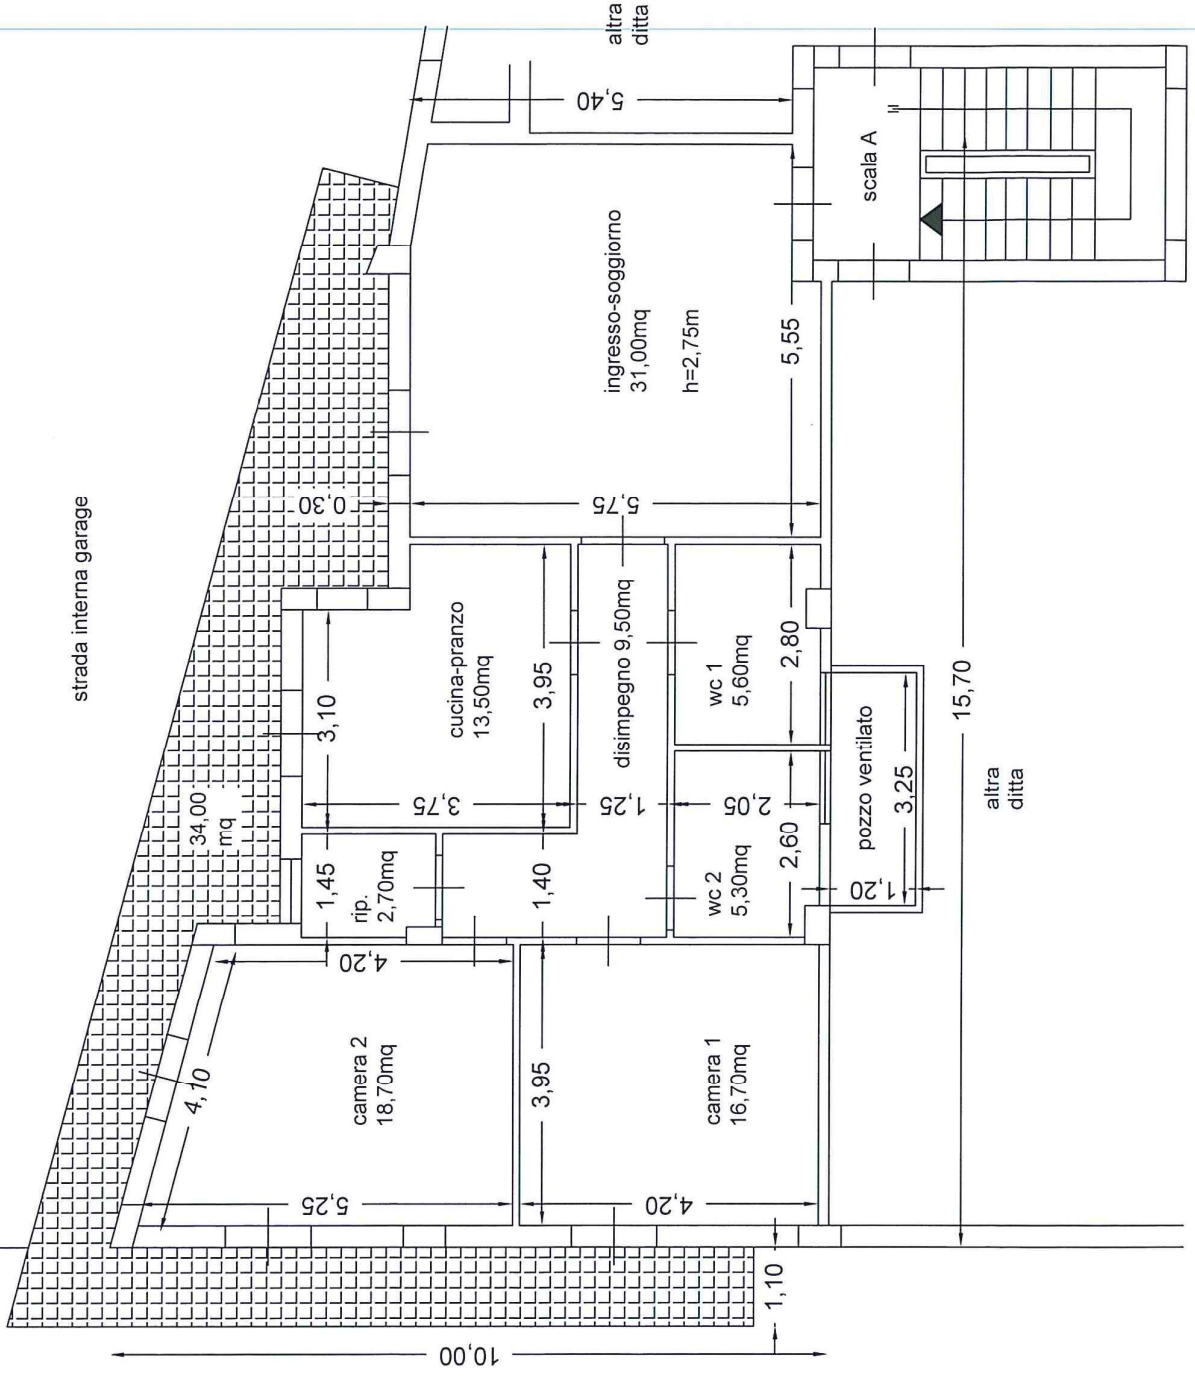 strada interna garage
altra
ditta
5,40
scala A
ingresso-soggiorno
31,00mq
h=2,75m
5,55
0,30
5,75
34,00
mq
3,10
cucina-pranzo
13,50mq
3,95
3,75
disimpegno 9,50mq
1,25
wc 1
5,60mq
2,80
1,45
rip.
2,70mq
1,40
wc 2
5,30mq
2,05
2,60
pozzo ventilato
3,25
1,20
15,70
altra
ditta
4,20
4,10
camera 2
18,70mq
5,25
3,95
camera 1
16,70mq
4,20
1,10
10,00